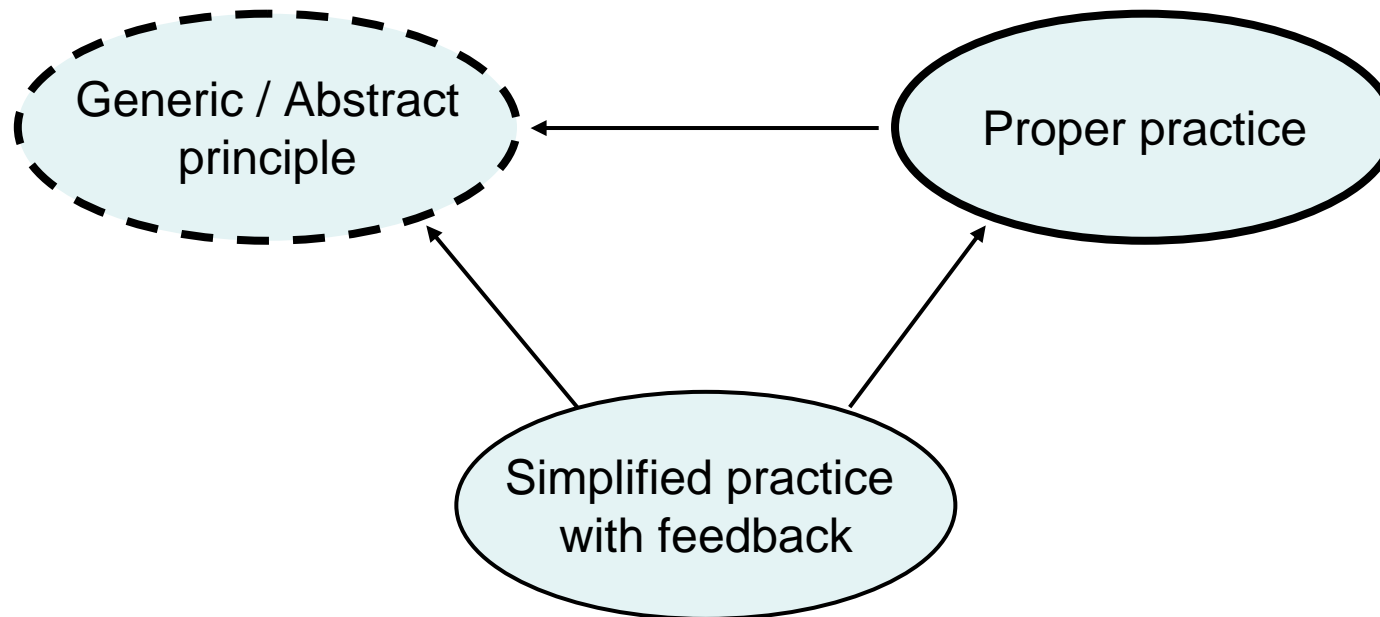 Generic / Abstract
principle
Proper practice
Simplified practice
with feedback